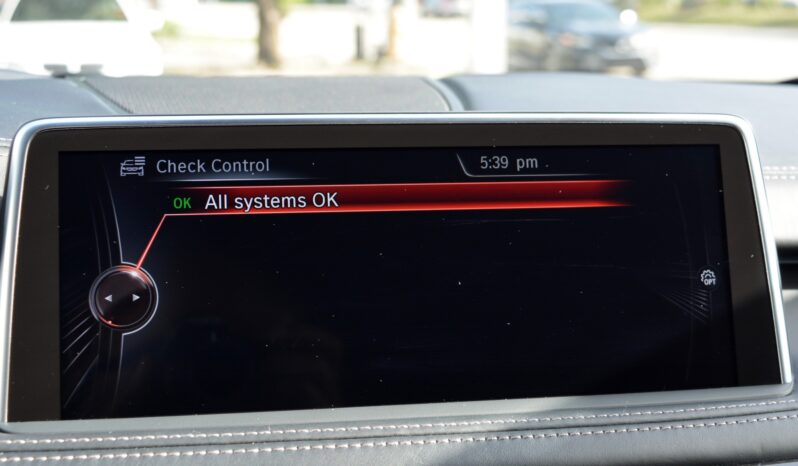 Check Control
5:39 pm
OK All systems OK
OPT